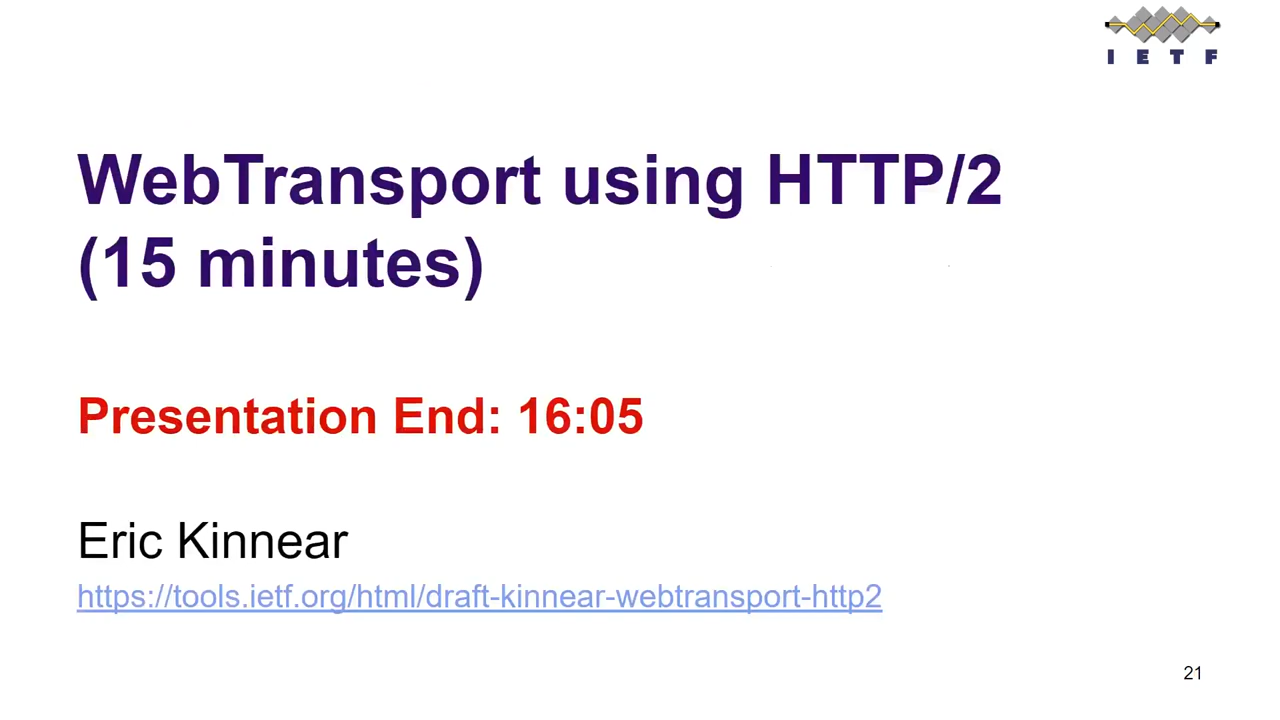 I E T F
WebTransport using HTTP/2
(15 minutes)
Presentation End: 16:05
Eric Kinnear
https://tools.ietf.org/html/draft-kinnear-webtransport-http2
21